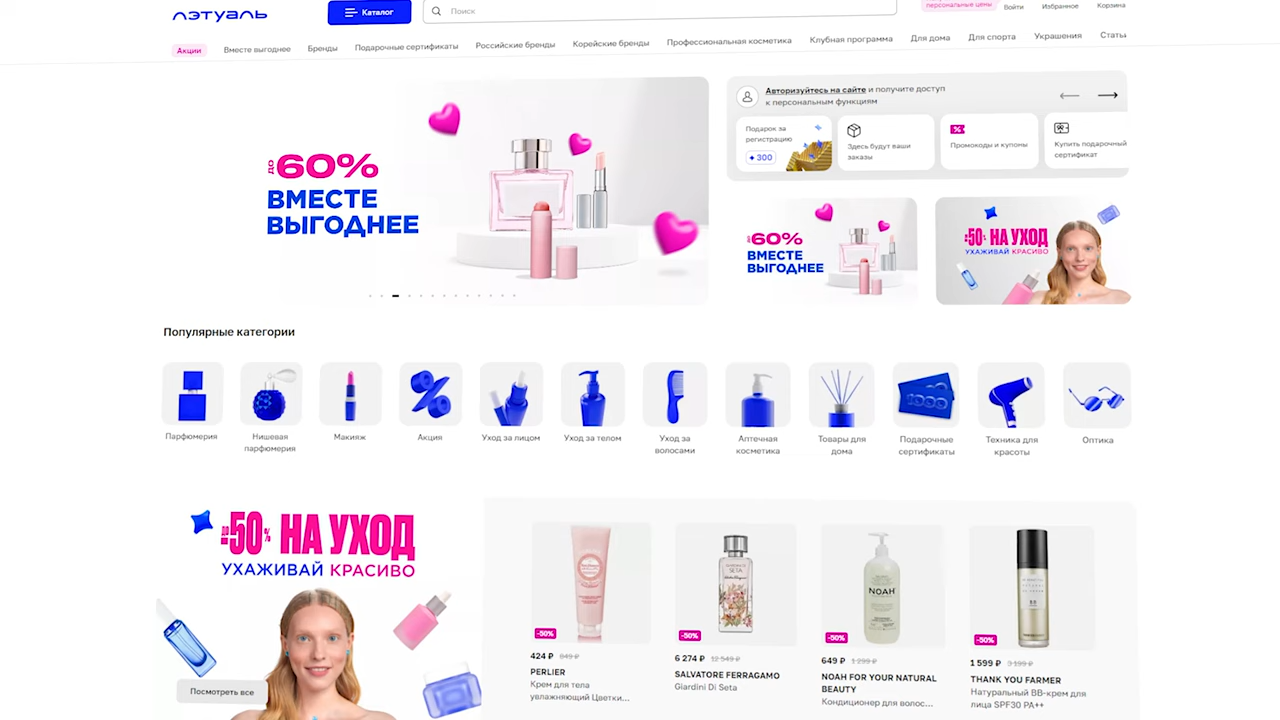 ЛЭТУАЛЬ
Каталог
Поиск
персональные цены
Войти
Избранное
Корзина
Акции
Вместе выгоднее
Бренды
Подарочные сертификаты
Российские бренды
Корейские бренды
Профессиональная косметика
Клубная программа
Для дома
Для спорта
Украшения
Статьи
до 60%
ВМЕСТЕ
ВЫГОДНЕЕ
Авторизуйтесь на сайте и получите доступ
к персональным функциям
Подарок за
регистрацию
300
Здесь будут ваши
заказы
Промокоды и купоны
Купить подарочный
сертификат
до 60%
ВМЕСТЕ
ВЫГОДНЕЕ
до 50% НА УХОД
УХАЖИВАЙ КРАСИВО
Популярные категории
Парфюмерия
Нишевая
парфюмерия
Макияж
Акция
Уход за лицом
Уход за телом
Уход за
волосами
Аптечная
косметика
Товары для
дома
Подарочные
сертификаты
Техника для
красоты
Оптика
до 50% НА УХОД
УХАЖИВАЙ КРАСИВО
Посмотреть все
-50%
424 ₽ 849 ₽
PERLIER
Крем для тела
увлажняющий Цветки...
SETA
-50%
6 274 ₽ 12 549 ₽
SALVATORE FERRAGAMO
Giardini Di Seta
NOAH
-50%
649 ₽ 1 299 ₽
NOAH FOR YOUR NATURAL
BEAUTY
Кондиционер для волос...
-50%
1 599 ₽ 3 199 ₽
THANK YOU FARMER
Натуральный BB-крем для
лица SPF30 PA++